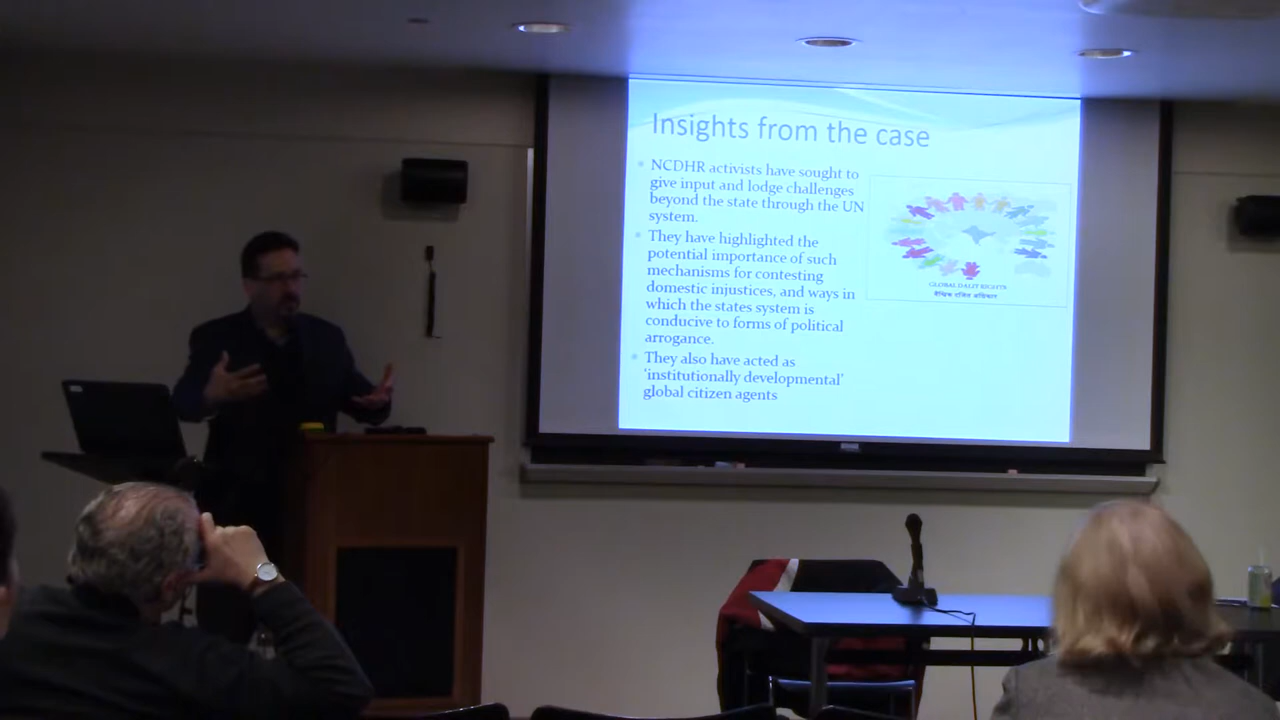 Insights from the case
NCDHR activists have sought to
give input and lodge challenges
beyond the state through the UN
system.
They have highlighted the
potential importance of such
mechanisms for contesting
domestic injustices, and ways in
which the states system is
conducive to forms of political
arrogance.
They also have acted as
'institutionally developmental'
global citizen agents
GLOBAL DALIT RIGHTS
वैश्विक दलित अधिकार